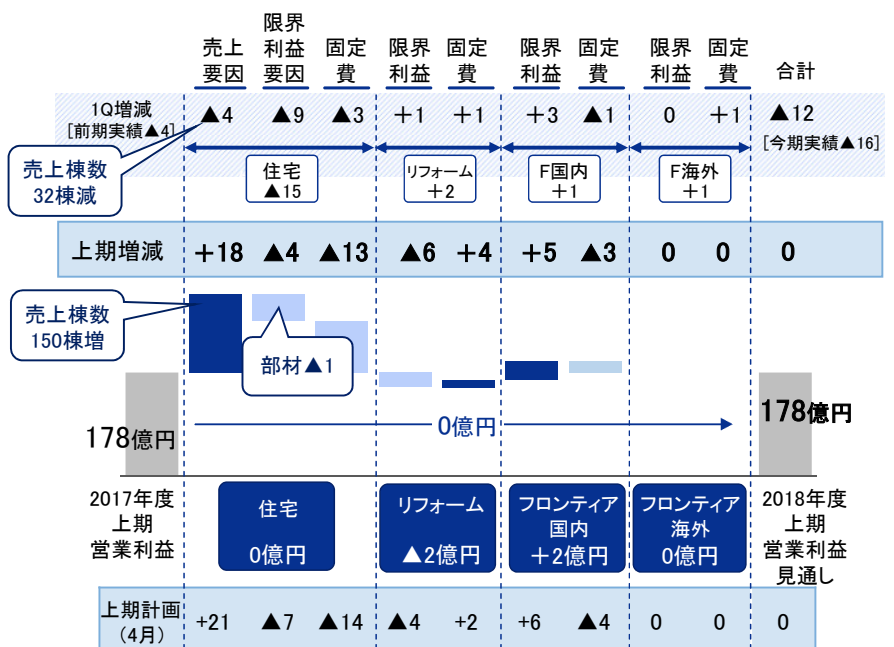 売上
要因
限界
利益
要因
固定
費
限界
利益
固定
費
限界
利益
固定
費
限界
利益
固定
費
合計
1Q増減
[前期実績▲4]
▲4 ▲9 ▲3 +1 +1 +3 ▲1 0 +1 ▲12
[今期実績▲16]
売上棟数
32棟減
住宅
▲15
リフォーム
+2
F国内
+1
F海外
+1
上期増減 +18 ▲4 ▲13 ▲6 +4 +5 ▲3 0 0 0
売上棟数
150棟増
部材▲1
178億円
0億円
178億円
2017年度
上期
営業利益
住宅
0億円
リフォーム
▲2億円
フロンティア
国内
+2億円
フロンティア
海外
0億円
2018年度
上期
営業利益
見通し
上期計画
(4月)
+21 ▲7 ▲14 ▲4 +2 +6 ▲4 0 0 0